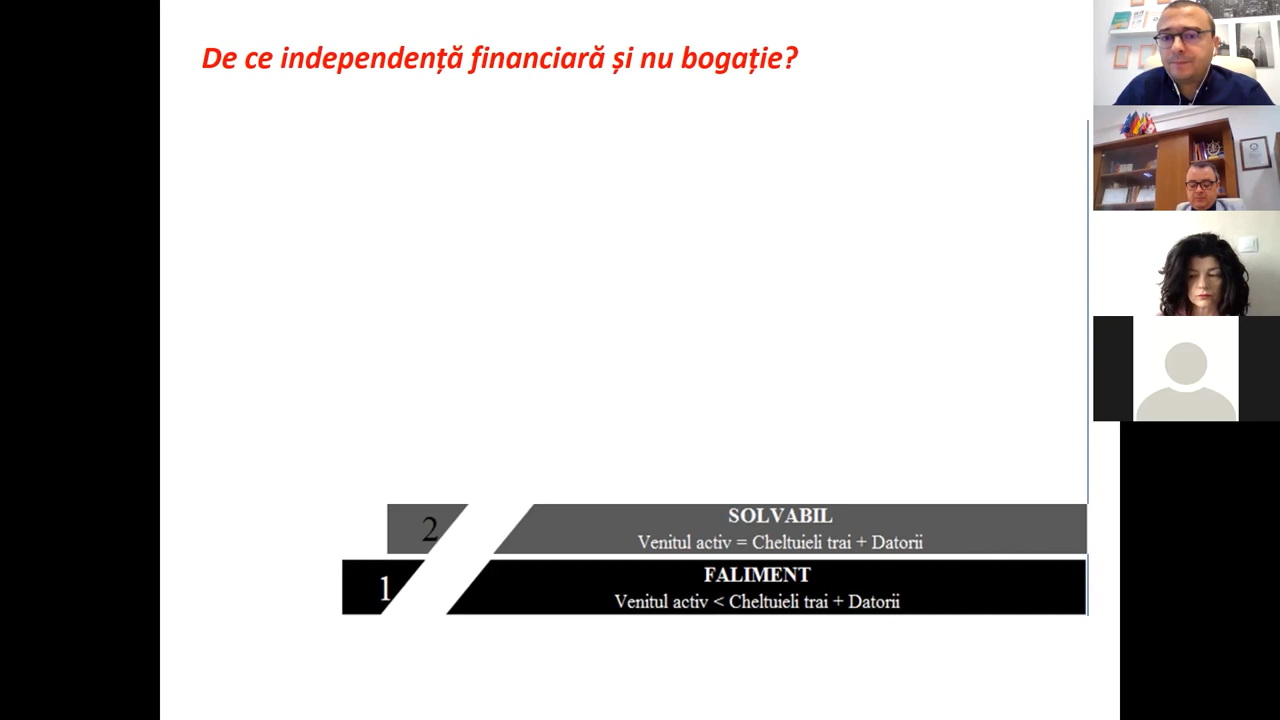 De ce independență financiară și nu bogație?
2
SOLVABIL
Venitul activ = Cheltuieli trai + Datorii
1
FALIMENT
Venitul activ < Cheltuieli trai + Datorii